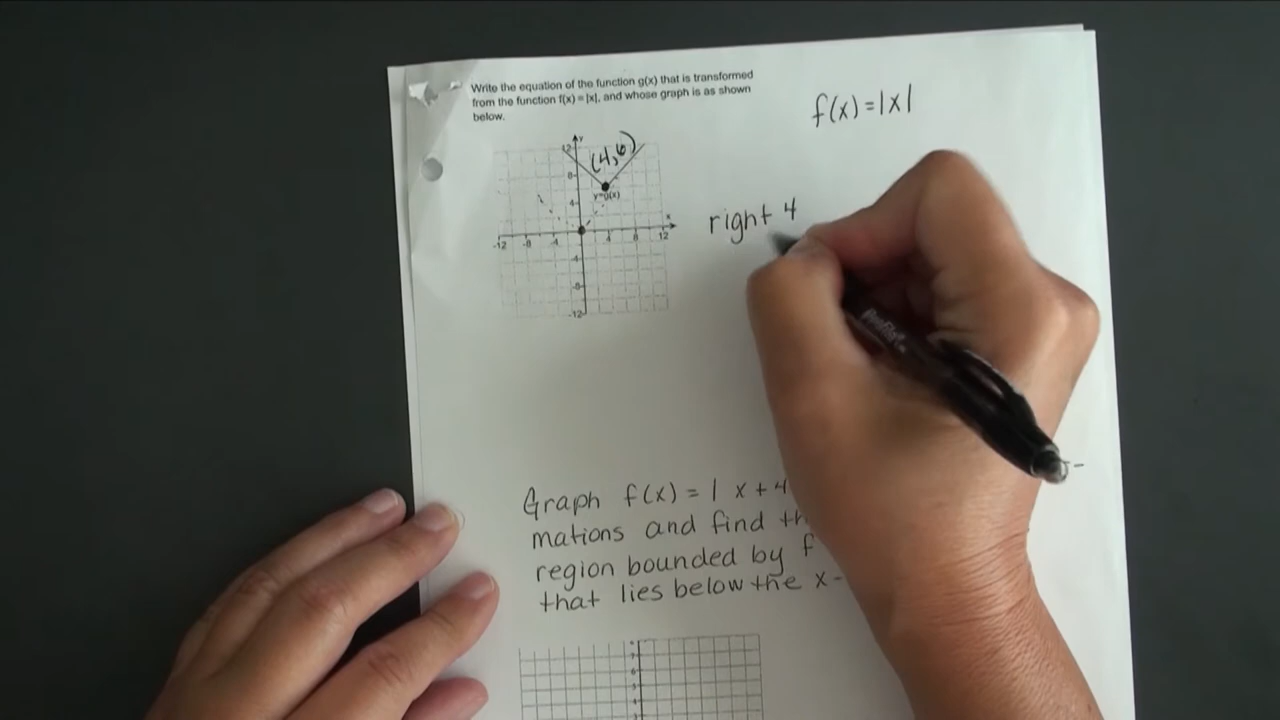 Write the equation of the function g(x) that is transformed
from the function f(x) = |x|, and whose graph is as shown
below.
f(x)=|x|
y
12
(4,6)
8
y=g(x)
4
x
-12 -8 -4 4 8 12
-4
-8
-12
right 4
Graph f(x) = | x + 4
mations and find
region bounded by f
that lies below the x-